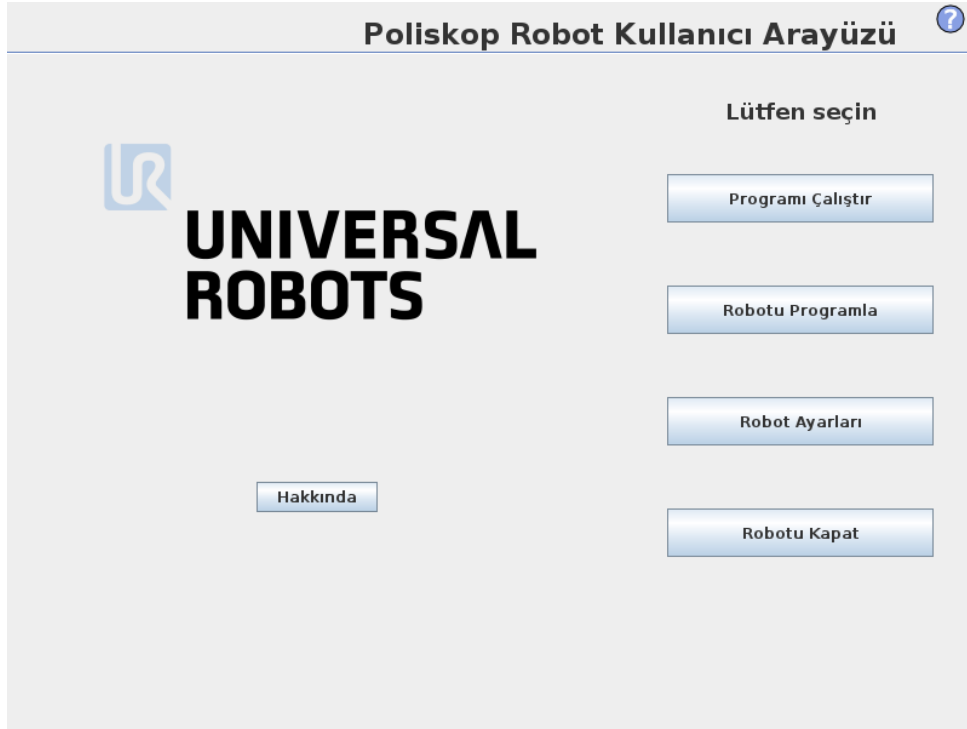 Poliskop Robot Kullanıcı Arayüzü
?
Lütfen seçin
UR
UNIVERSAL
ROBOTS
Programı Çalıştır
Robotu Programla
Robot Ayarları
Hakkında
Robotu Kapat